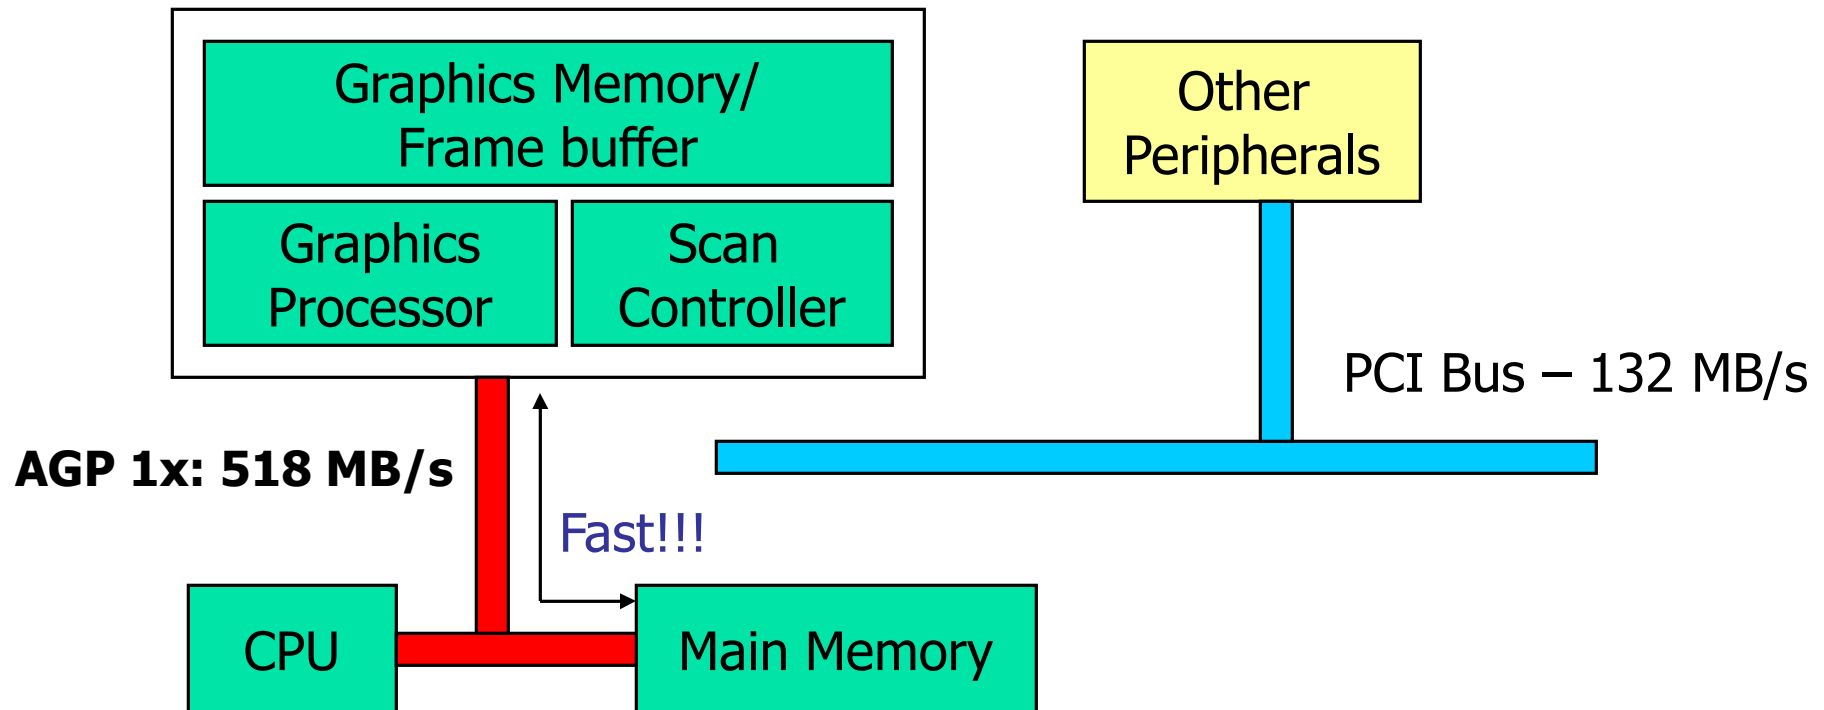 Graphics Memory/
Frame buffer
Graphics
Processor
Scan
Controller
Other
Peripherals
PCI Bus – 132 MB/s
AGP 1x: 518 MB/s
Fast!!!
CPU
Main Memory